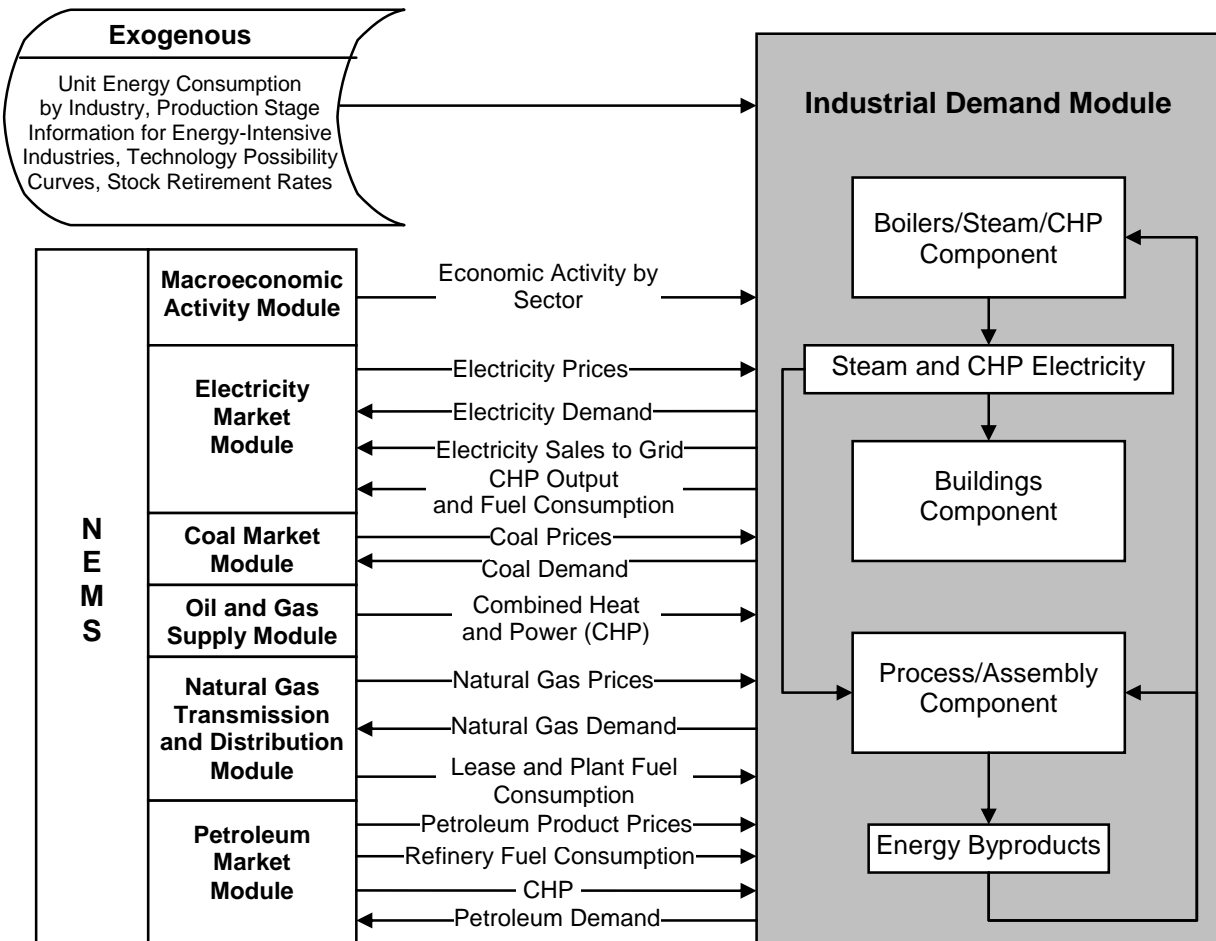 Exogenous
Unit Energy Consumption
by Industry, Production Stage
Information for Energy-Intensive
Industries, Technology Possibility
Curves, Stock Retirement Rates
N
E
M
S
Macroeconomic
Activity Module
Electricity
Market
Module
Coal Market
Module
Oil and Gas
Supply Module
Natural Gas
Transmission
and Distribution
Module
Petroleum
Market
Module
Economic Activity by
Sector
Electricity Prices
Electricity Demand
Electricity Sales to Grid
CHP Output
and Fuel Consumption
Coal Prices
Coal Demand
Combined Heat
and Power (CHP)
Natural Gas Prices
Natural Gas Demand
Lease and Plant Fuel
Consumption
Petroleum Product Prices
Refinery Fuel Consumption
CHP
Petroleum Demand
Industrial Demand Module
Boilers/Steam/CHP
Component
Steam and CHP Electricity
Buildings
Component
Process/Assembly
Component
Energy Byproducts